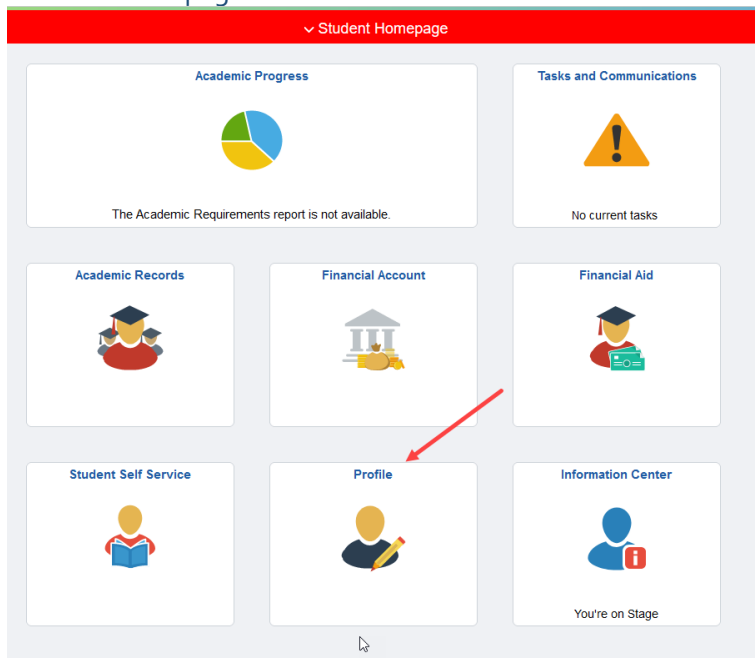 Student Homepage
Academic Progress
Tasks and Communications
The Academic Requirements report is not available.
No current tasks
Academic Records
Financial Account
Financial Aid
Student Self Service
Profile
Information Center
i
You're on Stage